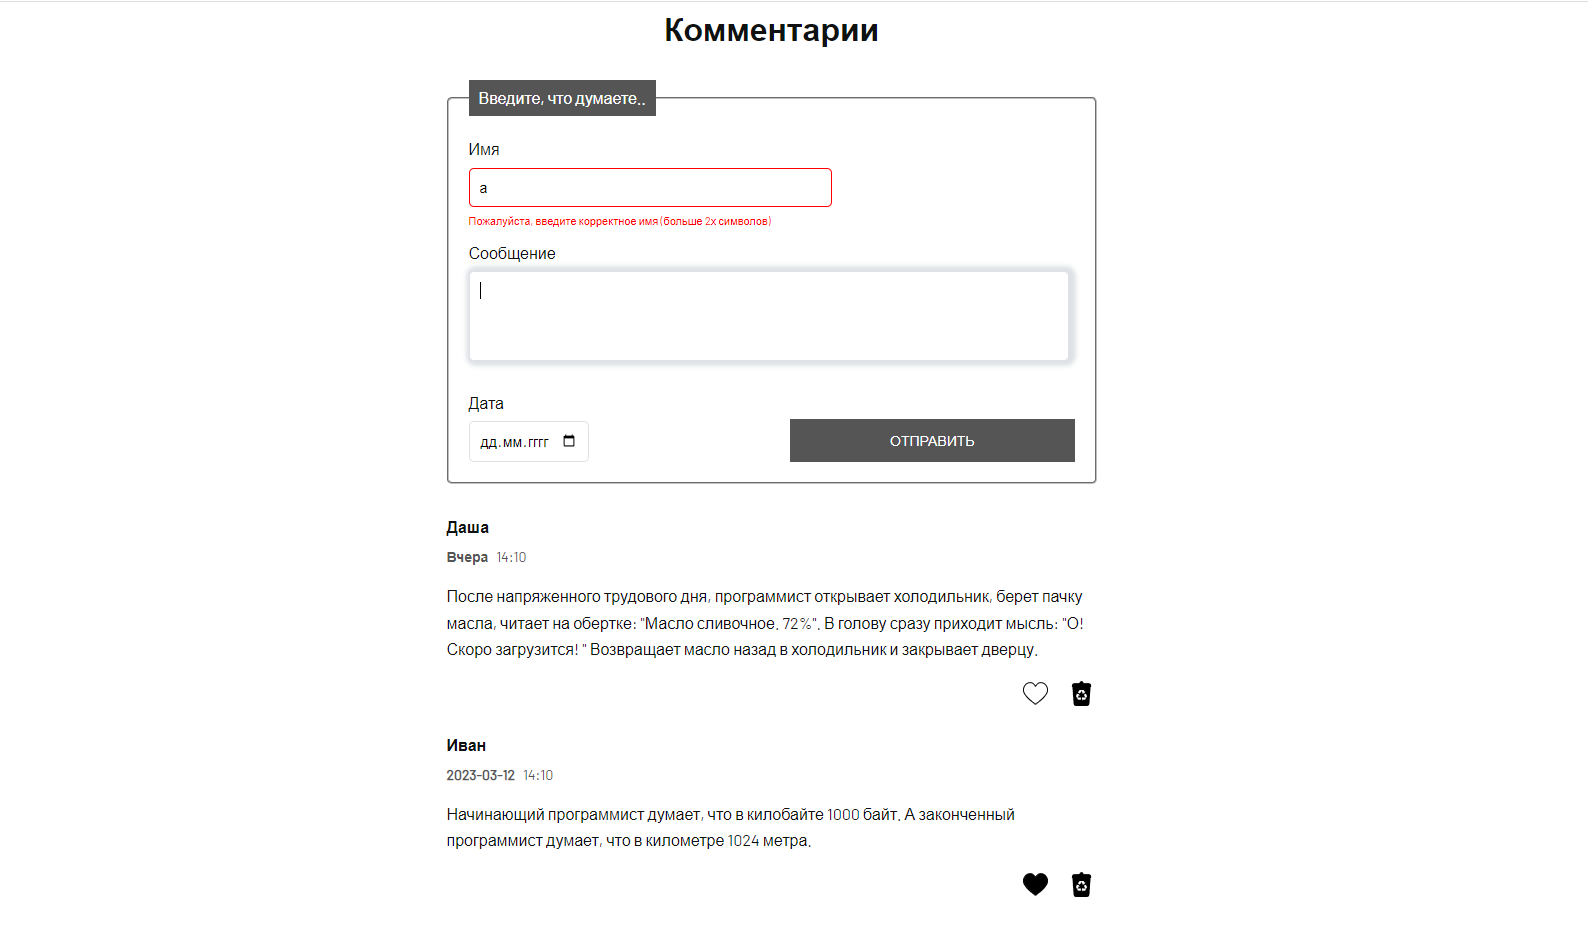 Комментарии
Введите, что думаете..
Имя
а
Пожалуйста, введите корректное имя (больше 2х символов)
Сообщение
Дата
дд.мм.гггг
ОТПРАВИТЬ
Даша
Вчера 14:10
После напряженного трудового дня, программист открывает холодильник, берет пачку
масла, читает на обертке: "Масло сливочное. 72%". В голову сразу приходит мысль: "О!
Скоро загрузится! " Возвращает масло назад в холодильник и закрывает дверцу.
Иван
2023-03-12 14:10
Начинающий программист думает, что в килобайте 1000 байт. А законченный
программист думает, что в километре 1024 метра.